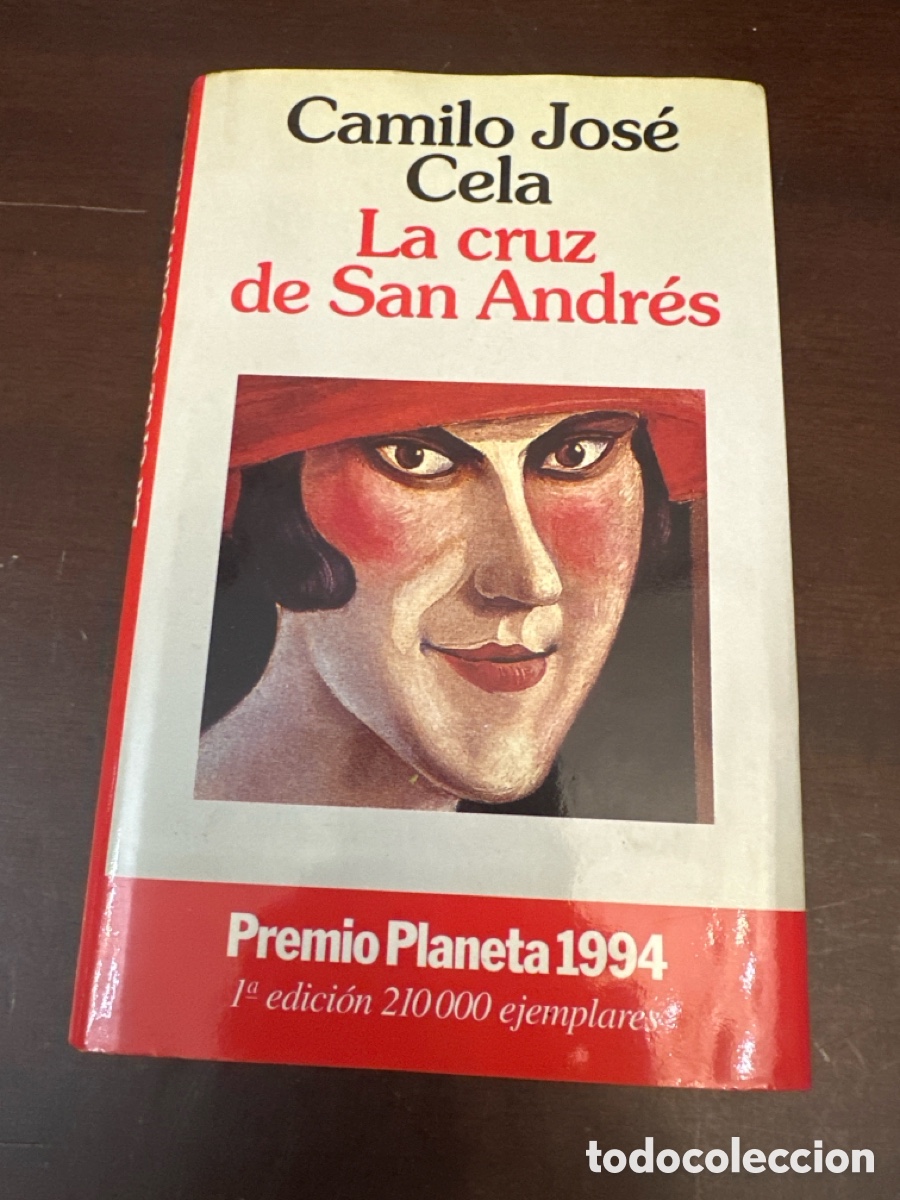 Camilo José
Cela
La cruz
de San Andrés
Premio Planeta 1994
1ª edición 210 000 ejemplares
todocoleccion